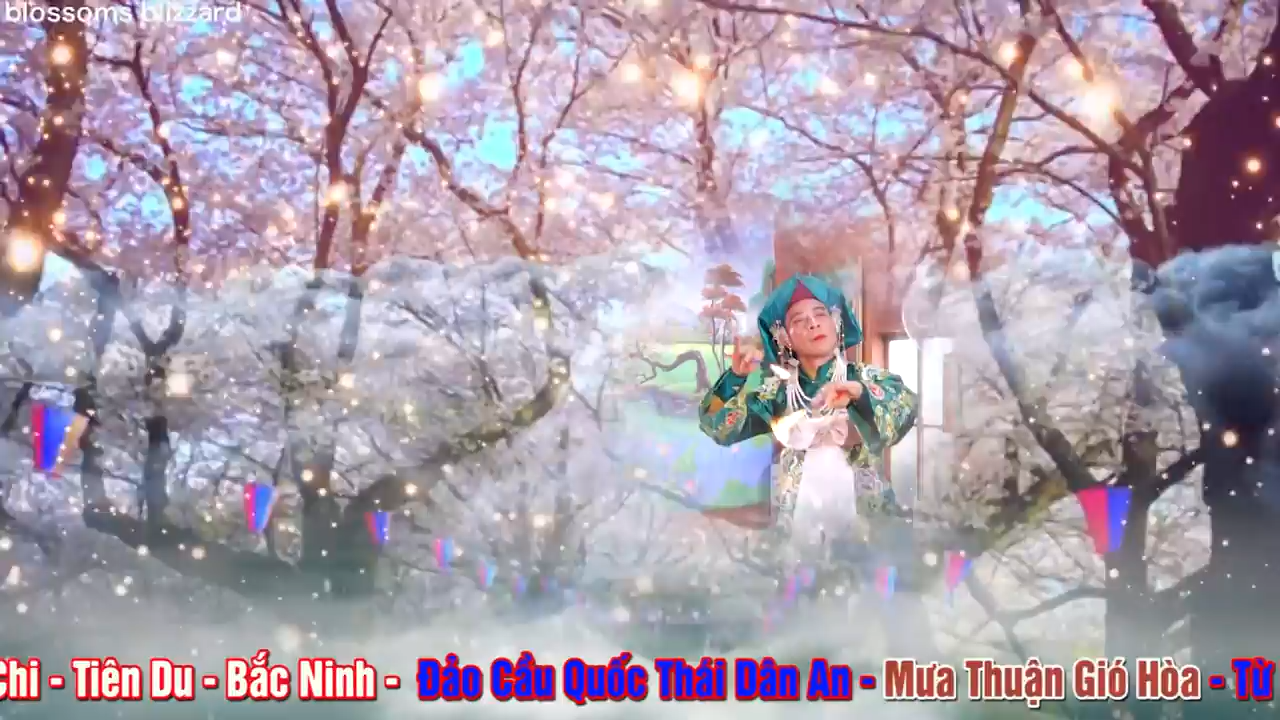 blossoms blizzard
Chi - Tiên Du - Bắc Ninh - Đảo Cầu Quốc Thái Dân An - Mưa Thuận Gió Hòa - Từ